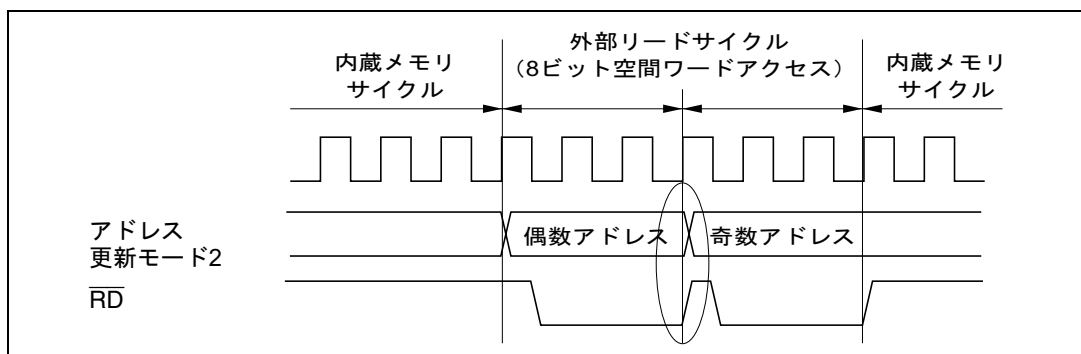 内蔵メモリ
サイクル
外部リードサイクル
（8ビット空間ワードアクセス）
内蔵メモリ
サイクル
アドレス
更新モード2
偶数アドレス
奇数アドレス
RD